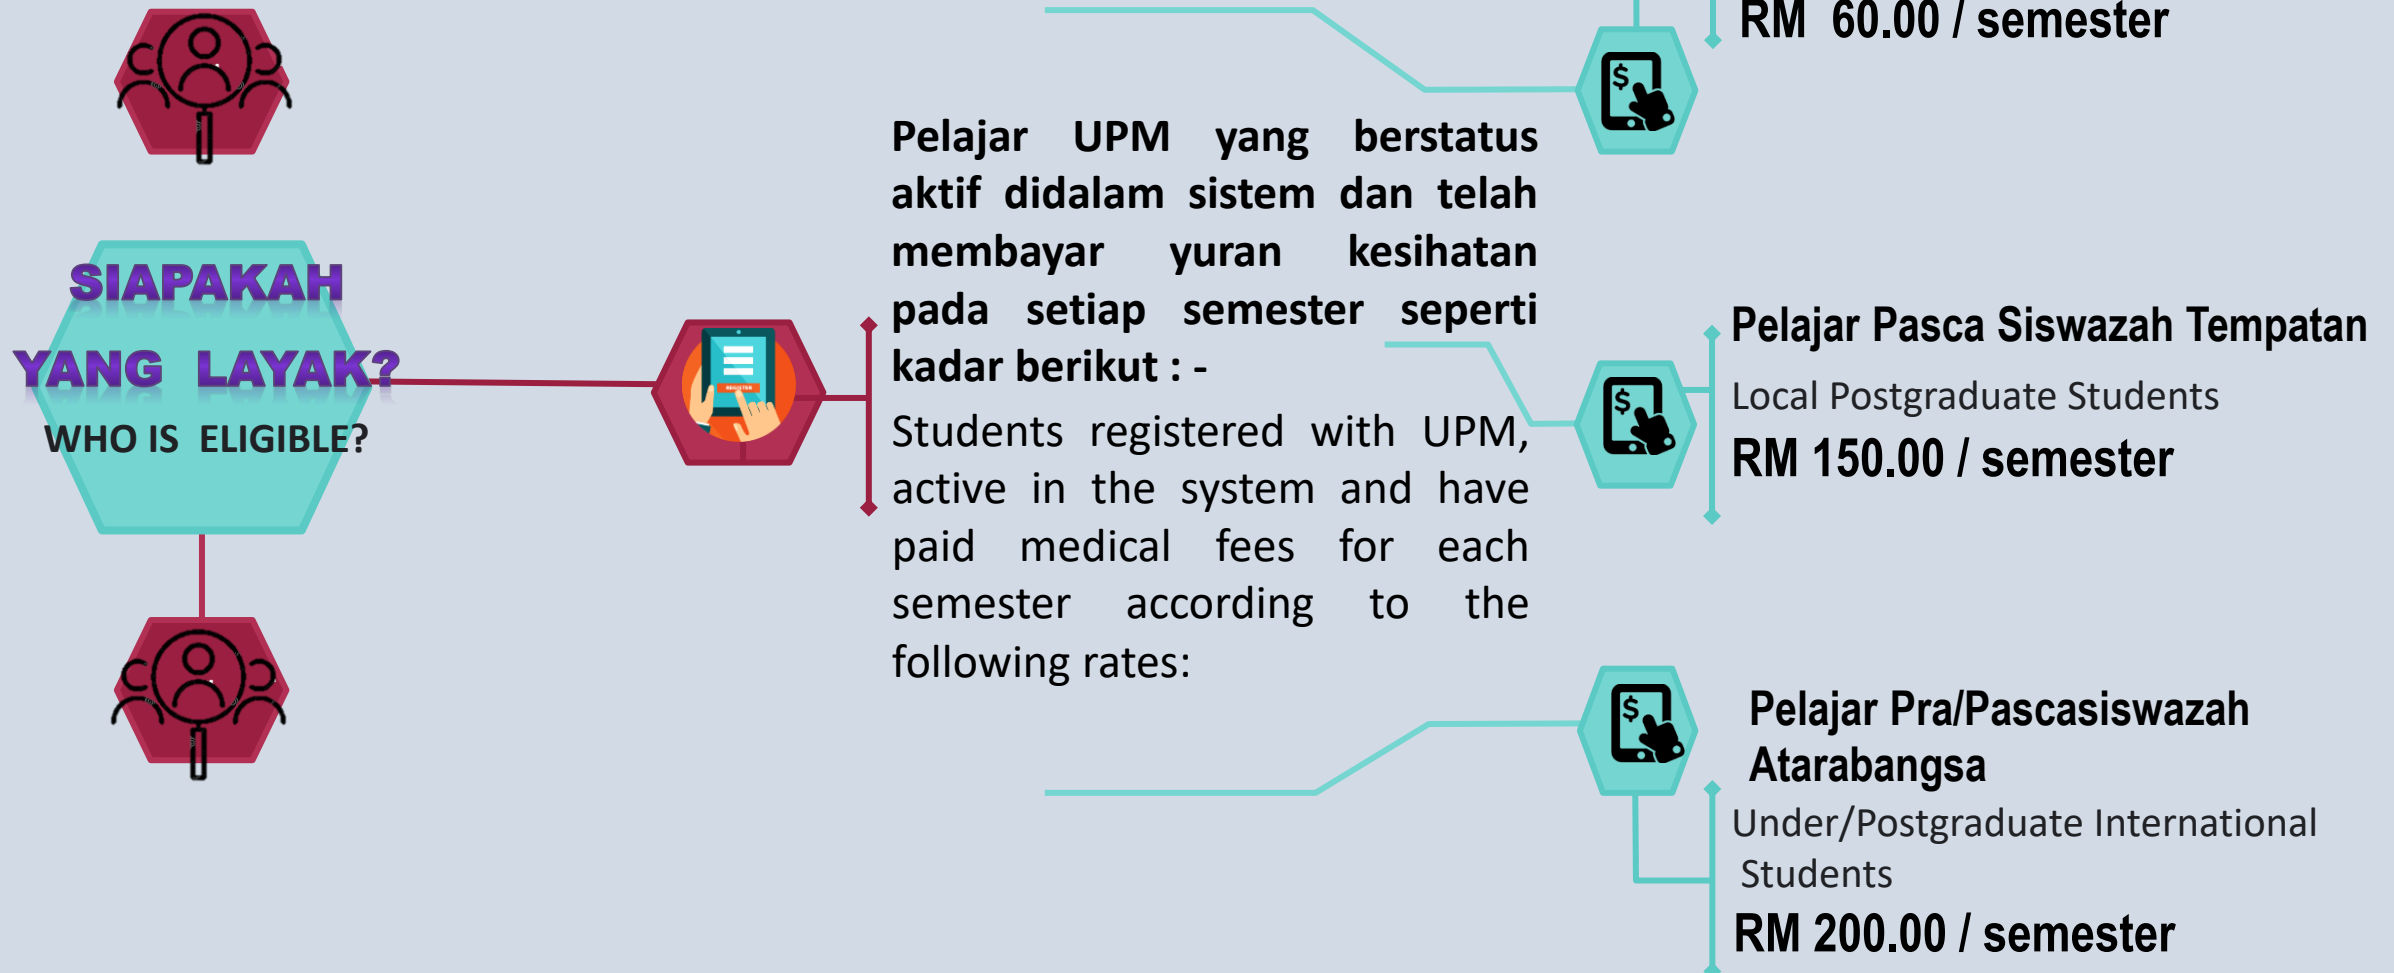 RM 60.00 / semester
SIAPAKAH
YANG LAYAK?
WHO IS ELIGIBLE?
REGISTER
Pelajar UPM yang berstatus
aktif didalam sistem dan telah
membayar yuran kesihatan
pada setiap semester seperti
kadar berikut : -
Students registered with UPM,
active in the system and have
paid medical fees for each
semester according to the
following rates:
$
$
Pelajar Pasca Siswazah Tempatan
Local Postgraduate Students
RM 150.00 / semester
$
Pelajar Pra/Pascasiswazah
Atarabangsa
Under/Postgraduate International
Students
RM 200.00 / semester